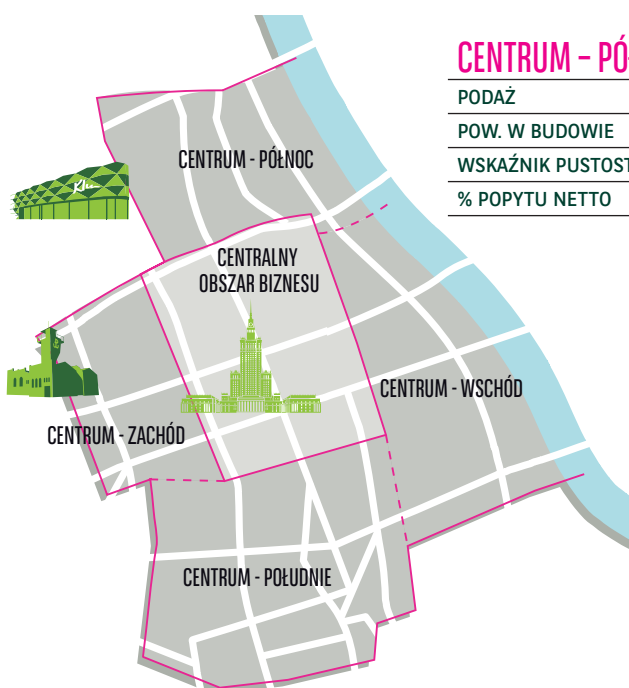 CENTRUM - PÓŁNOC
CENTRALNY
OBSZAR BIZNESU
CENTRUM - WSCHÓD
CENTRUM - ZACHÓD
CENTRUM - POŁUDNIE
CENTRUM – PÓ
PODAŻ
POW. W BUDOWIE
WSKAŹNIK PUSTOST
% POPYTU NETTO